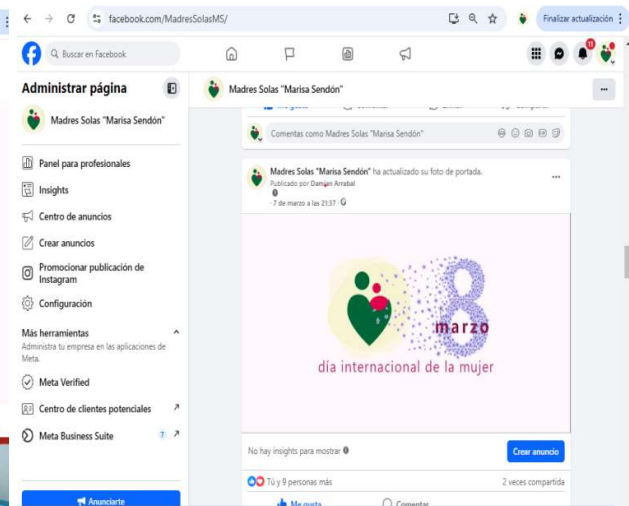 facebook.com/MadresSolasMS/
Finalizar actualización
Buscar en Facebook
Administrar página
Madres Solas "Marisa Sendón"
Madres Solas "Marisa Sendón"
Panel para profesionales
Insights
Centro de anuncios
Crear anuncios
Promocionar publicación de
Instagram
Configuración
Más herramientas
Administra tu empresa en las aplicaciones de
Meta.
Meta Verified
Centro de clientes potenciales
Meta Business Suite
7
Anunciarte
Comentas como Madres Solas "Marisa Sendón"
Madres Solas "Marisa Sendón" ha actualizado su foto de portada.
Publicado por Damian Arrabal
· 7 de marzo a las 21:37 ·
8
marzo
día internacional de la mujer
No hay insights para mostrar
Crear anuncio
Tú y 9 personas más
2 veces compartida
Me gusta
Comentar